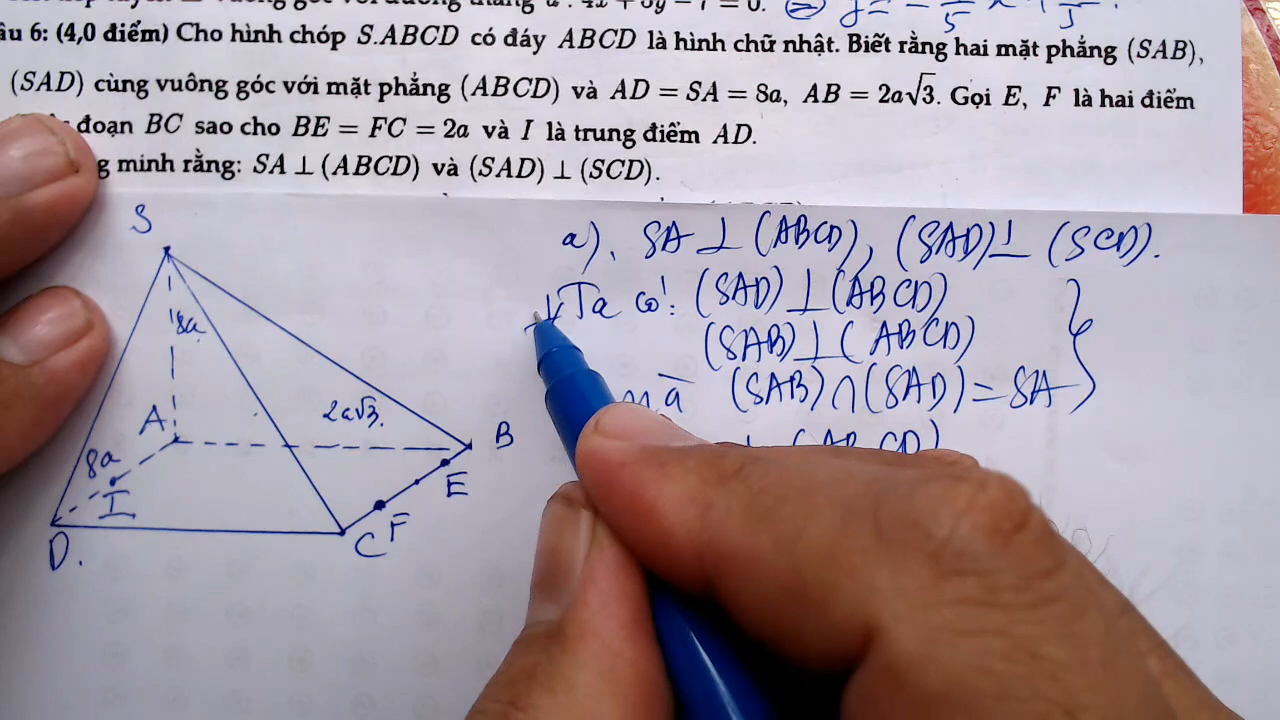 : (4,0 điểm) Cho hình chóp S.ABCD có đáy ABCD là hình chữ nhật. Biết rằng hai mặt phẳng (SAB),
(SAD) cùng vuông góc với mặt phẳng (ABCD) và AD = SA = 8a, AB = 2a√3. Gọi E, F là hai điểm
đoạn BC sao cho BE = FC = 2a và I là trung điểm AD.
minh rằng: SA ⊥ (ABCD) và (SAD) ⊥ (SCD).
S
a). SA ⊥ (ABCD), (SAD) ⊥ (SCD).
Ta có: (SAD) ⊥ (ABCD)
8a
(SAB) ⊥ (ABCD)
(SAB) ∩ (SAD) = SA
A
2a√3.
B
⊥ (ABCD)
8a
I
E
F
D.
C